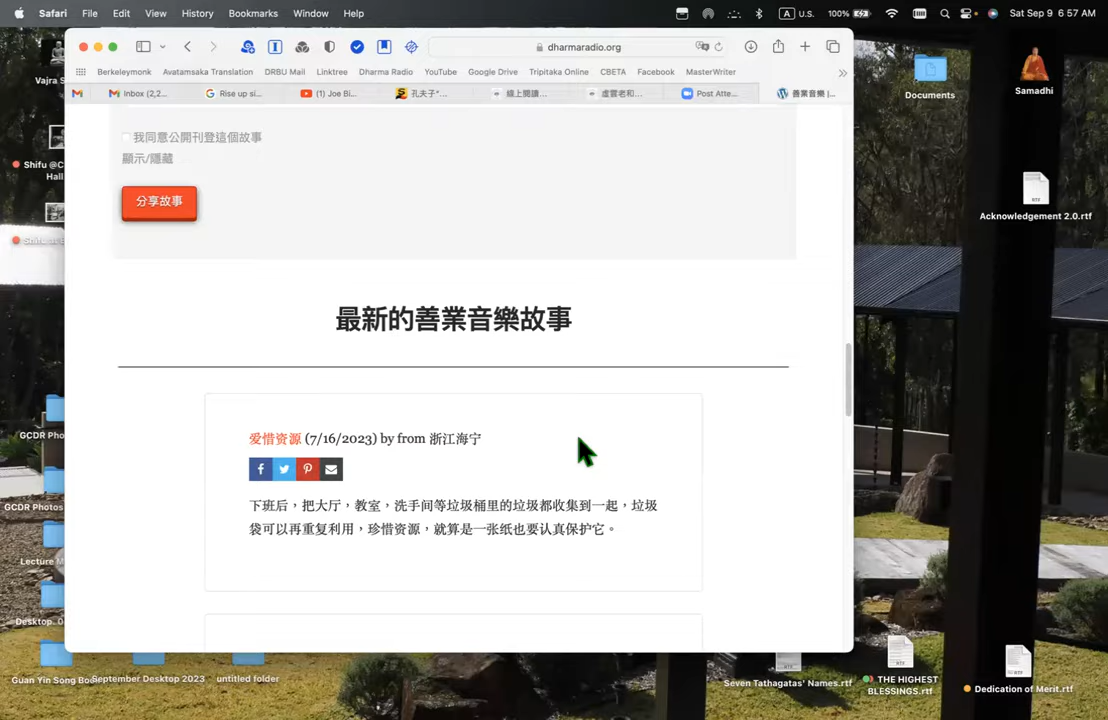 Safari File Edit View History Bookmarks Window Help
A U.S. 100% Sat Sep 9 6:57 AM
dharmaradio.org
Berkeleymonk Avatamsaka Translation DRBU Mail Linktree Dharma Radio YouTube Google Drive Tripitaka Online CBETA Facebook MasterWriter
Inbox (2,2... Rise up si... (1) Joe Bi... 孔夫子"... 線上閱讀... 虛雲老和... Post Atte... 善業音樂 |...
我同意公開刊登這個故事
顯示/隱藏
分享故事
最新的善業音樂故事
爱惜资源 (7/16/2023) by from 浙江海宁
下班后，把大厅，教室，洗手间等垃圾桶里的垃圾都收集到一起，垃圾
袋可以再重复利用，珍惜资源，就算是一张纸也要认真保护它。
Vajra S
Shifu @C
Hall
GCDR Pho
GCDR Photos
Lecture M
Desktop
Guan Yin Song Boo
September Desktop 2023
untitled folder
Documents
Samadhi
RTF
Acknowledgement 2.0.rtf
Seven Tathagatas' Names.rtf
RTF
THE HIGHEST
BLESSINGS.rtf
RTF
Dedication of Merit.rtf